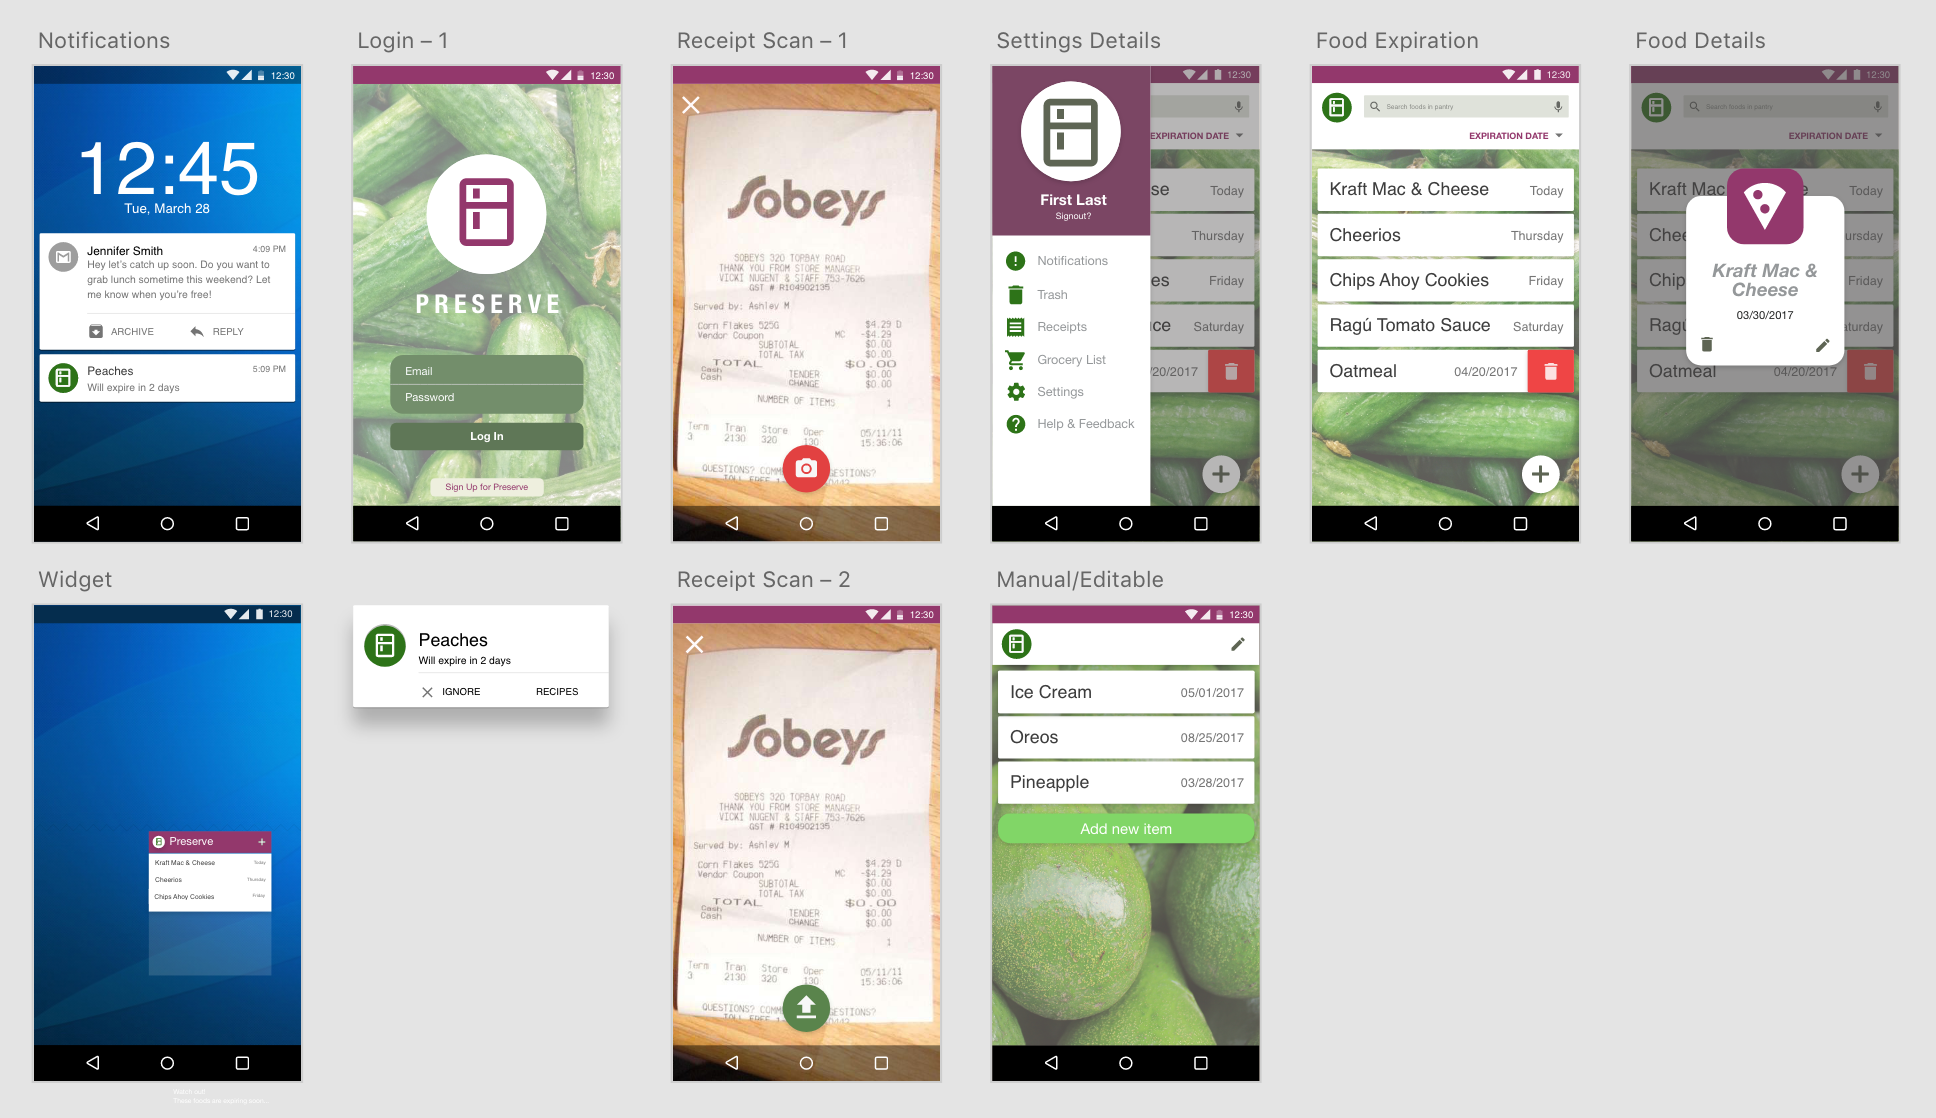 Notifications
12:30
12:45
Tue, March 28
Jennifer Smith
4:09 PM
Hey let's catch up soon. Do you want to
grab lunch sometime this weekend? Let
me know when you're free!
ARCHIVE
REPLY
Peaches
5:09 PM
Will expire in 2 days
Login – 1
12:30
PRESERVE
Email
Password
Log In
Sign Up for Preserve
Receipt Scan – 1
12:30
Sobeys
SOBEYS 320 TORBAY ROAD
THANK YOU FROM STORE MANAGER
VICKI NUGENT & STAFF 753-7626
GST # R104902135
Served by: Ashley M
Corn Flakes 525G $4.29 D
Vendor Coupon MC -$4.29
SUBTOTAL $0.00
TOTAL TAX $0.00
TOTAL $0.00
Cash TENDER $0.00
Cash CHANGE $0.00
NUMBER OF ITEMS 1
Term Tran Store Oper 05/11/11
3 2130 320 130 15:36:06
QUESTIONS?
Settings Details
12:30
First Last
Signout?
Notifications
Trash
Receipts
Grocery List
Settings
Help & Feedback
EXPIRATION DATE
se Today
Thursday
es Friday
ce Saturday
/20/2017
Food Expiration
12:30
Search foods in pantry
EXPIRATION DATE
Kraft Mac & Cheese Today
Cheerios Thursday
Chips Ahoy Cookies Friday
Ragú Tomato Sauce Saturday
Oatmeal 04/20/2017
Food Details
12:30
Search foods in pantry
EXPIRATION DATE
Kraft Mac e Today
Chee ursday
Chip Friday
Ragú aturday
Oatmeal 04/20/2017
Kraft Mac &
Cheese
03/30/2017
Widget
12:30
Preserve
Kraft Mac & Cheese Today
Cheerios Thursday
Chips Ahoy Cookies Friday
Watch out!
These foods are expiring soon...
Peaches
Will expire in 2 days
IGNORE
RECIPES
Receipt Scan – 2
12:30
Sobeys
SOBEYS 320 TORBAY ROAD
THANK YOU FROM STORE MANAGER
VICKI NUGENT & STAFF 753-7626
GST # R104902135
Served by: Ashley M
Corn Flakes 525G $4.29 D
Vendor Coupon MC -$4.29
SUBTOTAL $0.00
TOTAL TAX $0.00
TOTAL $0.00
Cash TENDER $0.00
Cash CHANGE $0.00
NUMBER OF ITEMS 1
Term Tran Store Oper 05/11/11
3 2130 320 130 15:36:06
QUESTIONS?
Manual/Editable
12:30
Ice Cream 05/01/2017
Oreos 08/25/2017
Pineapple 03/28/2017
Add new item